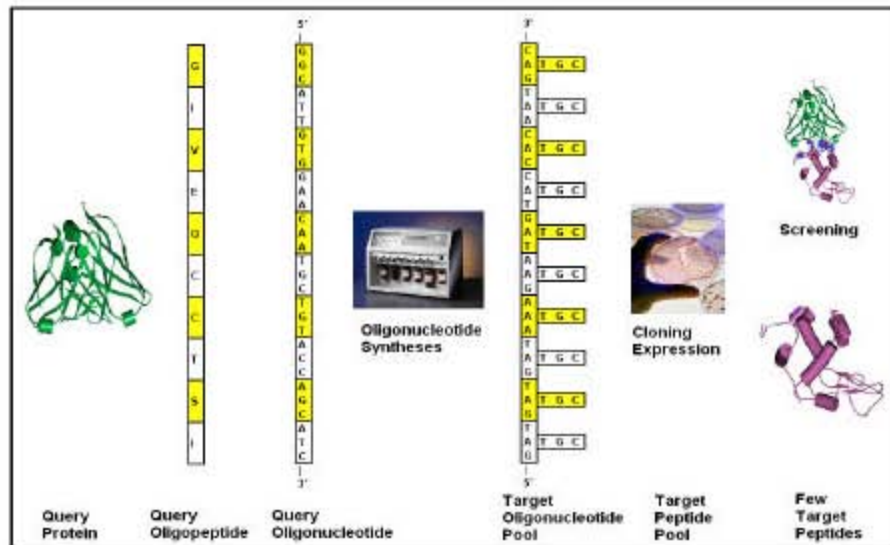 5'
G I V E Q C C T S I
G G C A T T G T G G A A C A A T G C T G T A C C A G C A T C
3'
3'
C A G T A A C A C C A T G A T A A G A A A T A G T A G T A G
5'
T G C
T G C
T G C
T G C
T G C
T G C
T G C
T G C
T G C
T G C
Oligonucleotide
Syntheses
Cloning
Expression
Screening
Query
Protein
Query
Oligopeptide
Query
Oligonucleotide
Target
Oligonucleotide
Pool
Target
Peptide
Pool
Few
Target
Peptides